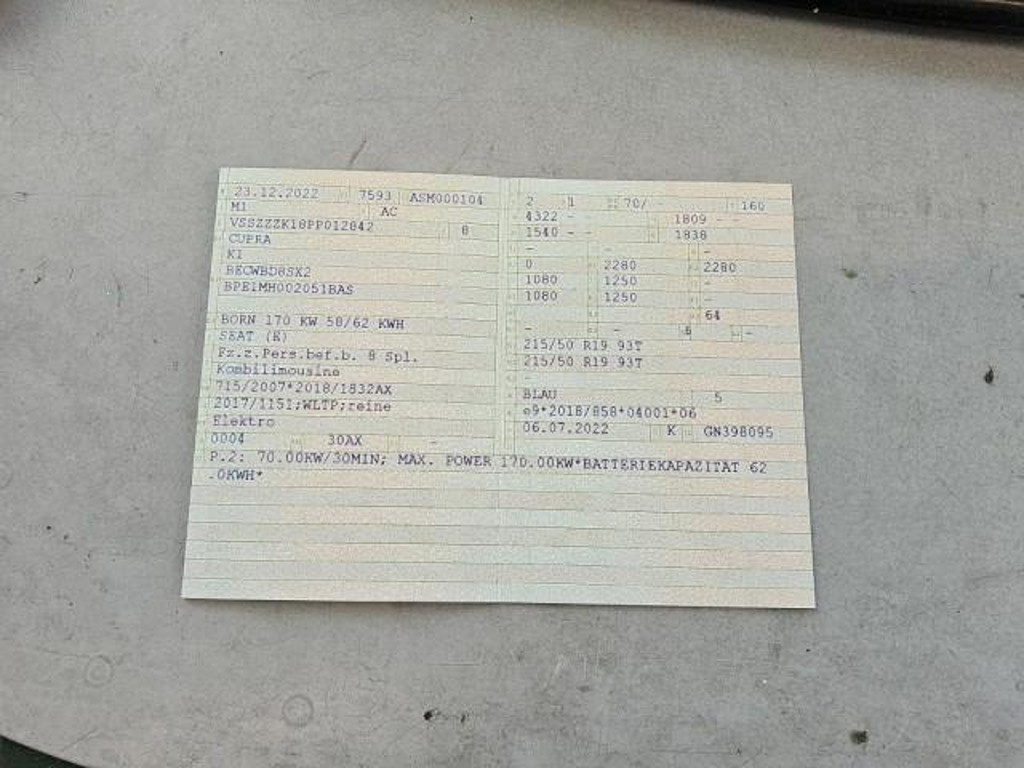 23.12.2022 7593 ASM000104
M1 AC
VSSZZZK18PP012842 8
CUPRA
K1
BECWBD8SX2
BPE1MH002051BAS
BORN 170 KW 58/62 KWH
SEAT (E)
Fz.z.Pers.bef.b. 8 Spl.
Kombilimousine
715/2007*2018/1832AX
2017/1151;WLTP;reine
Elektro
0004 30AX -
2 1 70/ - 160
4322 - 1809 - -
1540 - - 1838
- -
0 2280 2280
1080 1250 -
1080 1250 -
64
- - 6 -
215/50 R19 93T
215/50 R19 93T
-
BLAU 5
e9*2018/858*04001*06
06.07.2022 K GN398095
P.2: 70.00KW/30MIN; MAX. POWER 170.00KW*BATTERIEKAPAZITAT 62
.0KWH*